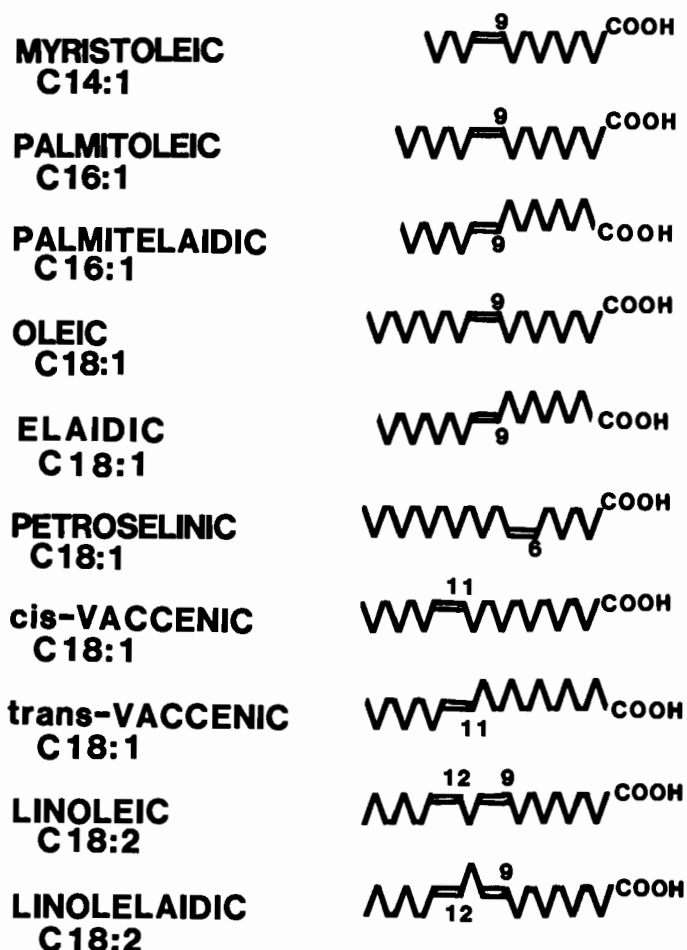 9 COOH
MYRISTOLEIC
C14:1
9 COOH
PALMITOLEIC
C16:1
PALMITELAIDIC
9 COOH
C16:1
9 COOH
OLEIC
C18:1
ELAIDIC
9 COOH
C18:1
COOH
PETROSELINIC
6
C18:1
11 COOH
cis-VACCENIC
C18:1
trans-VACCENIC COOH
11
C18:1
12 9 COOH
LINOLEIC
C18:2
9 COOH
LINOLELAIDIC
12
C18:2